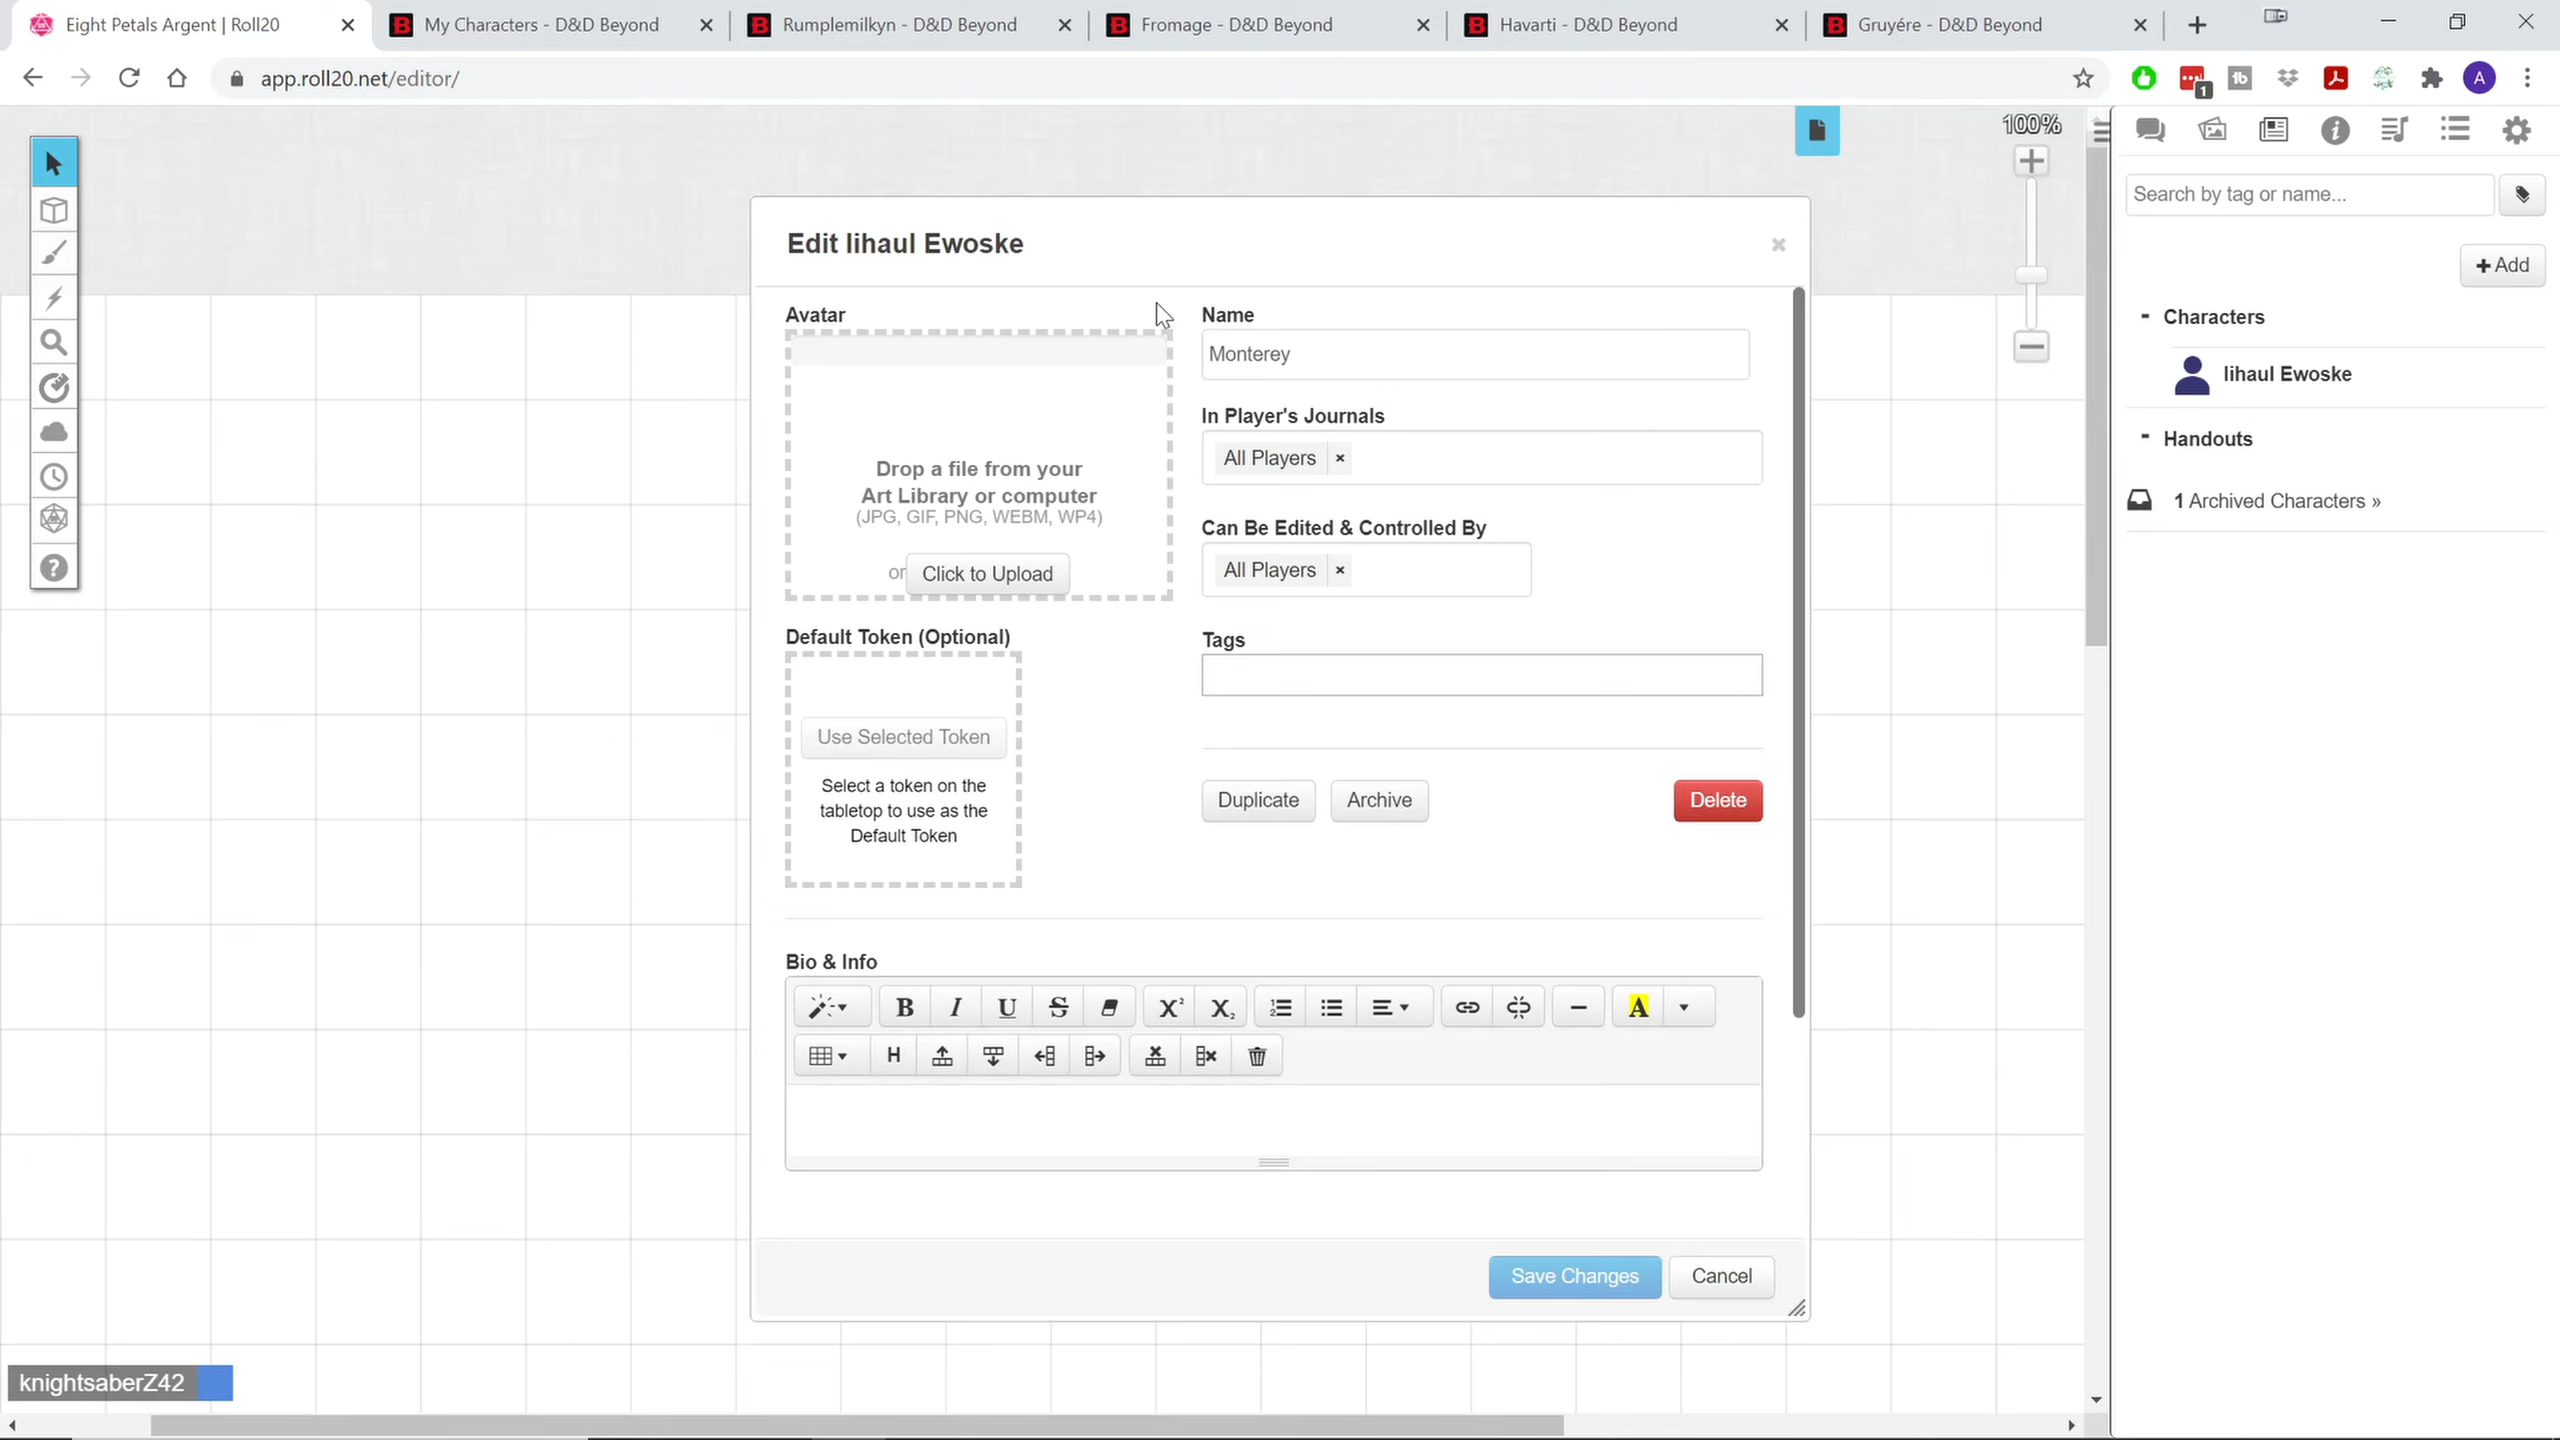 Eight Petals Argent | Roll20
My Characters - D&D Beyond
Rumplemilkyn - D&D Beyond
Fromage - D&D Beyond
Havarti - D&D Beyond
Gruyére - D&D Beyond
app.roll20.net/editor/
1
A
100%
Search by tag or name...
+ Add
- Characters
lihaul Ewoske
- Handouts
1 Archived Characters »
Edit lihaul Ewoske
Avatar
Drop a file from your
Art Library or computer
(JPG, GIF, PNG, WEBM, WP4)
or Click to Upload
Default Token (Optional)
Use Selected Token
Select a token on the
tabletop to use as the
Default Token
Name
Monterey
In Player's Journals
All Players ×
Can Be Edited & Controlled By
All Players ×
Tags
Duplicate Archive Delete
Bio & Info
B I U S X² X₂ A
H
Save Changes Cancel
knightsaberZ42